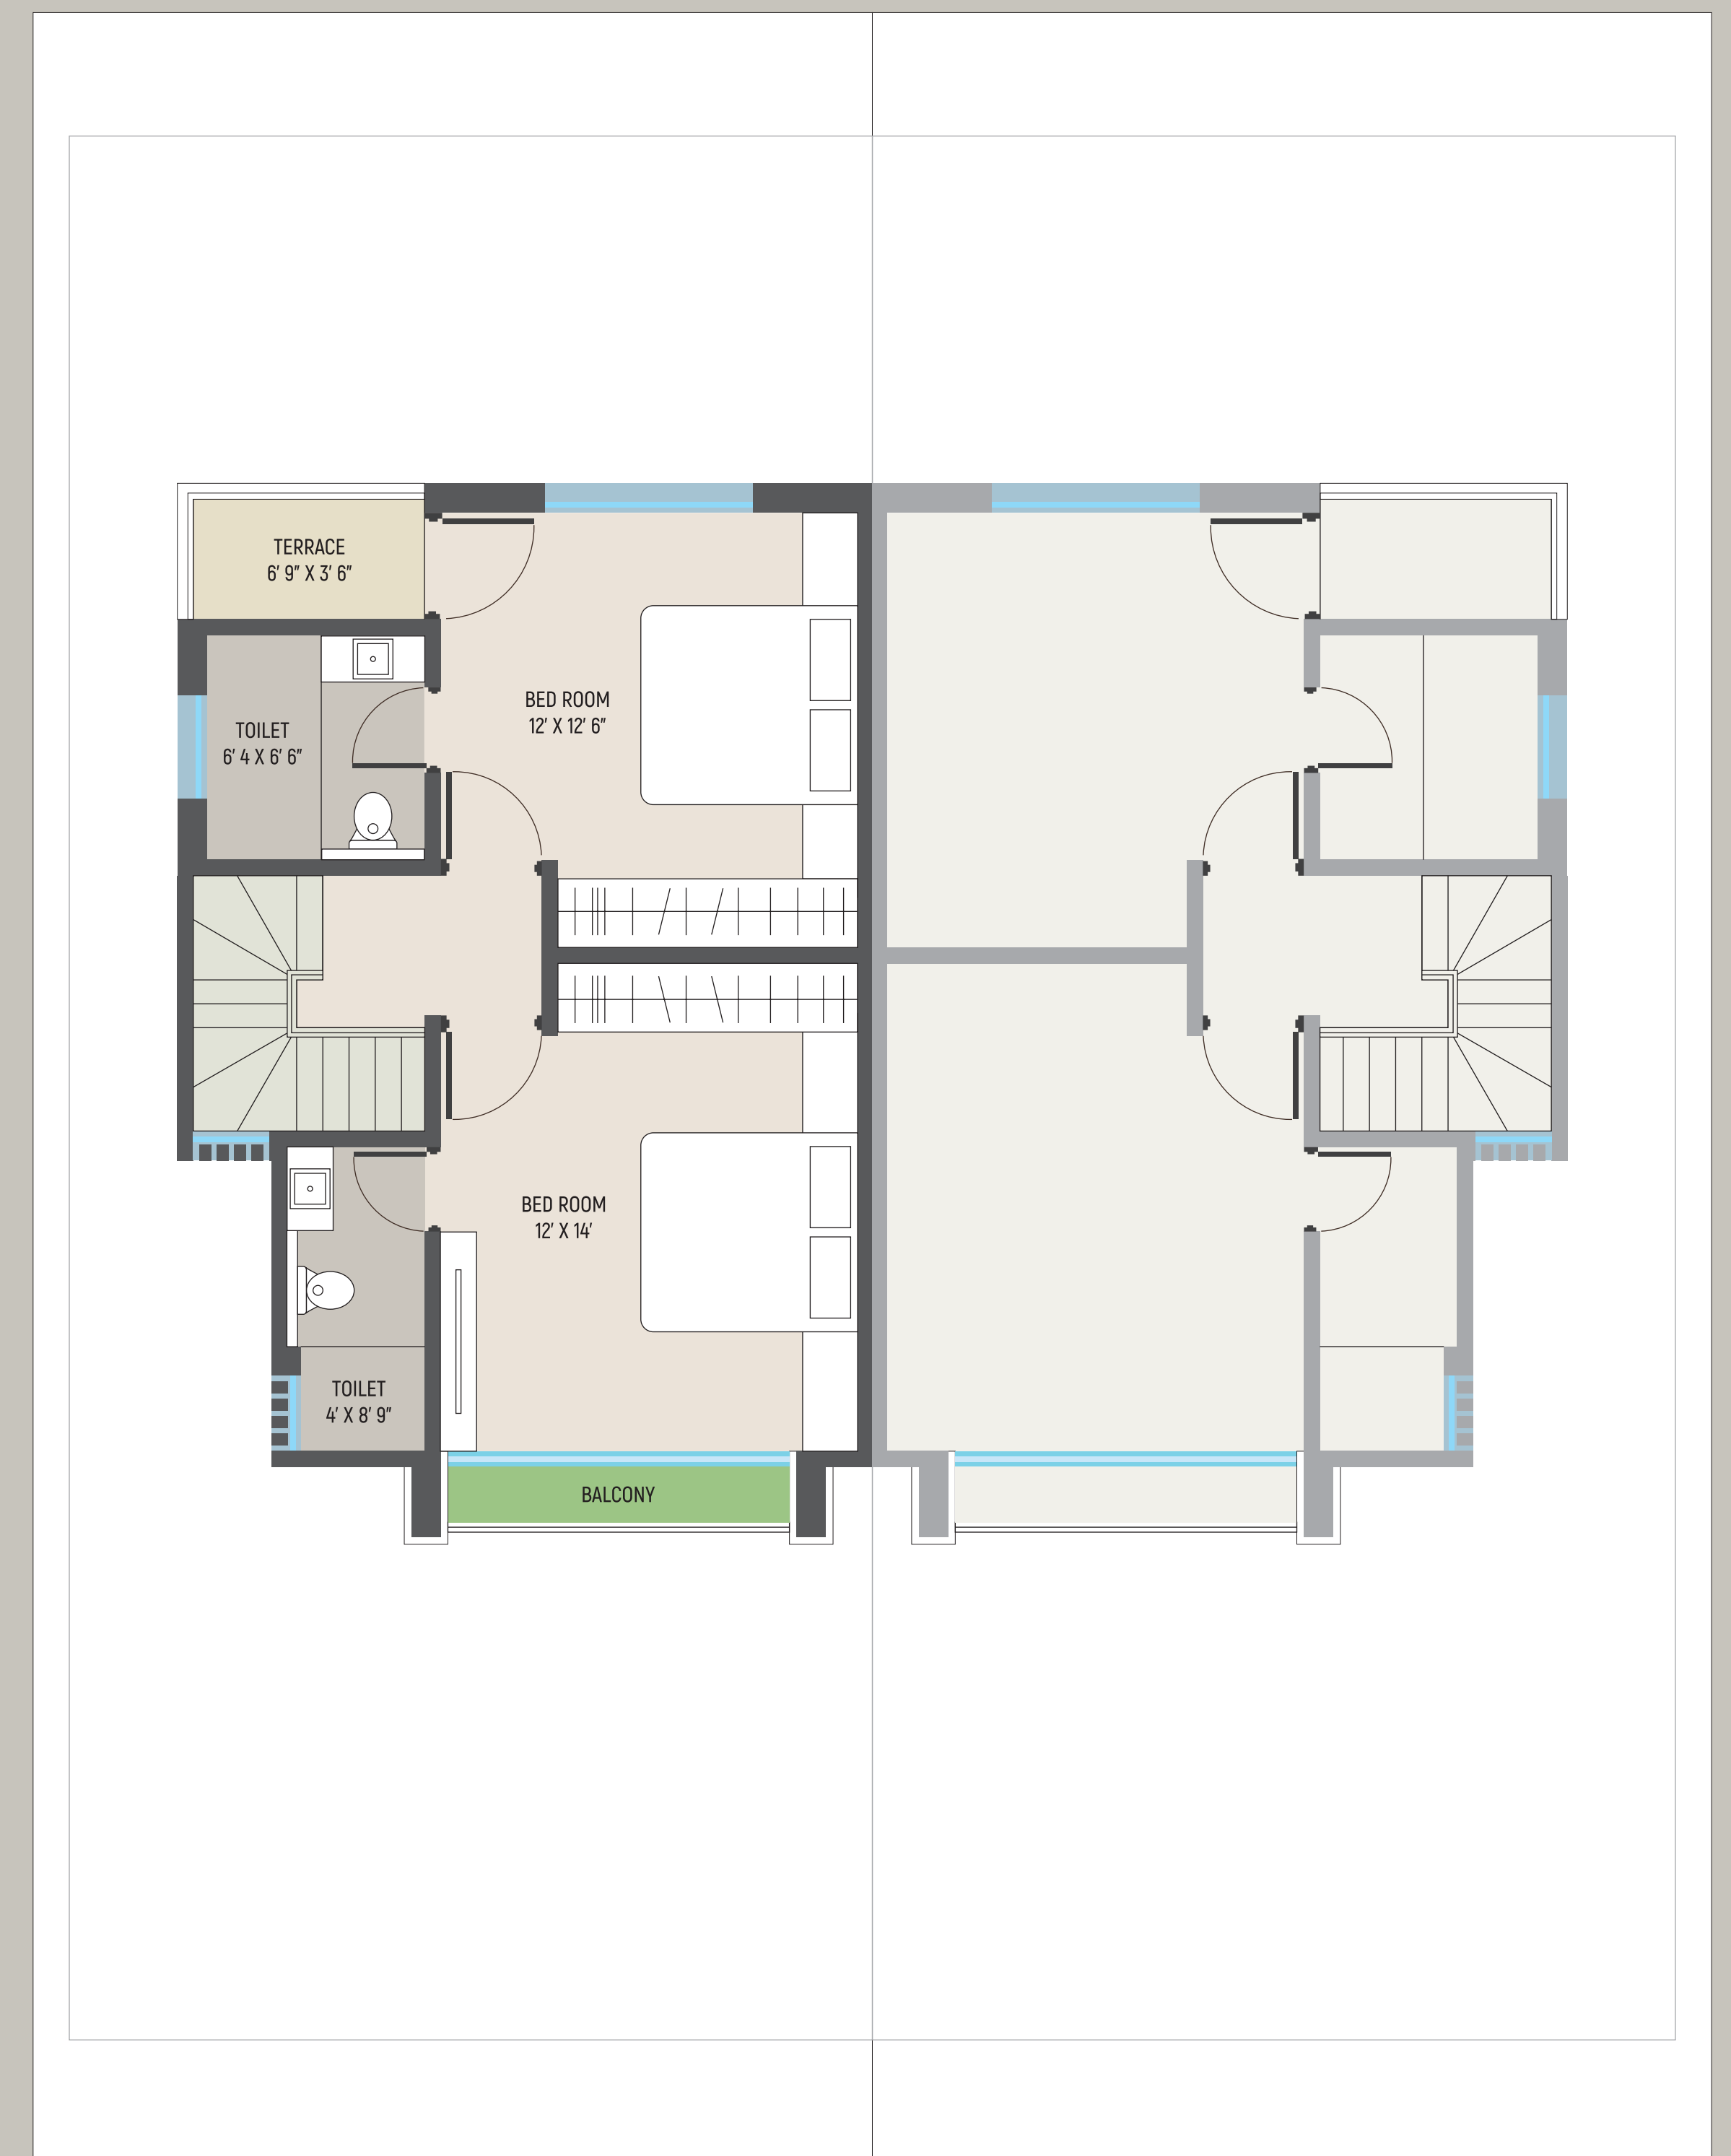 TERRACE
6’ 9” X 3’ 6”
BED ROOM
12’ X 12’ 6”
TOILET
6’ 4 X 6’ 6”
BED ROOM
12’ X 14’
TOILET
4’ X 8’ 9”
BALCONY